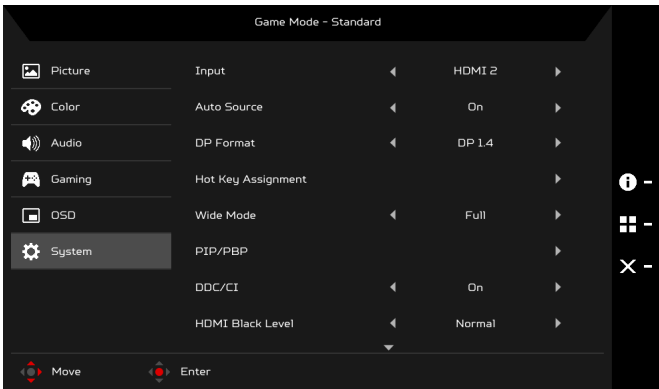 Game Mode - Standard
Picture
Input HDMI 2
Color
Auto Source On
Audio
DP Format DP 1.4
Gaming
Hot Key Assignment
OSD
Wide Mode Full
System
PIP/PBP
DDC/CI On
HDMI Black Level Normal
Move Enter